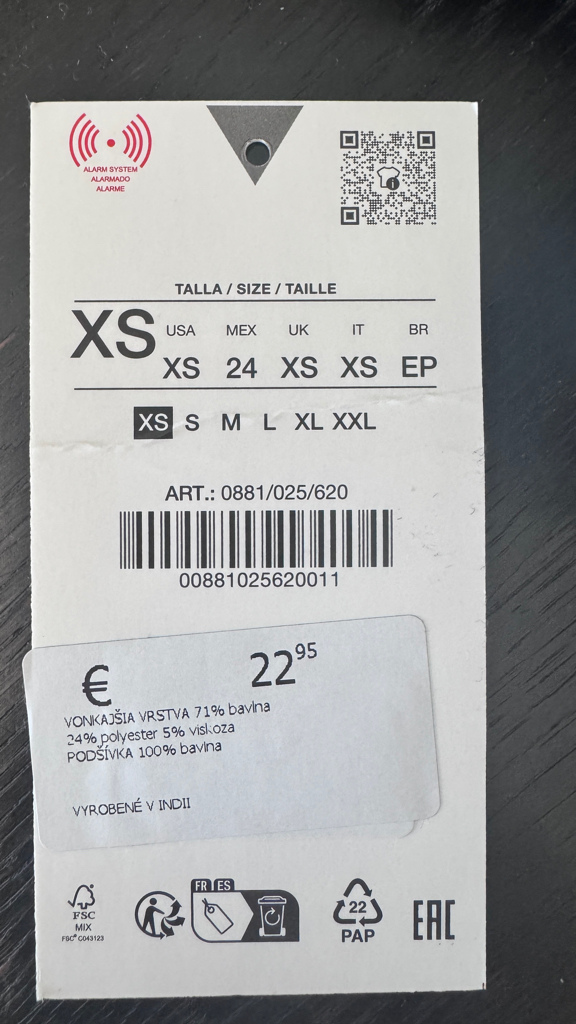 ALARM SYSTEM
ALARMADO
ALARME
TALLA / SIZE / TAILLE
XS
USA MEX UK IT BR
XS 24 XS XS EP
XS S M L XL XXL
ART.: 0881/025/620
00881025620011
€ 22 95
VONKAJŠIA VRSTVA 71% bavlna
24% polyester 5% viskoza
PODŠÍVKA 100% bavlna
VYROBENÉ V INDII
FR ES
FSC
MIX
FSC® C043123
22
PAP
EAC